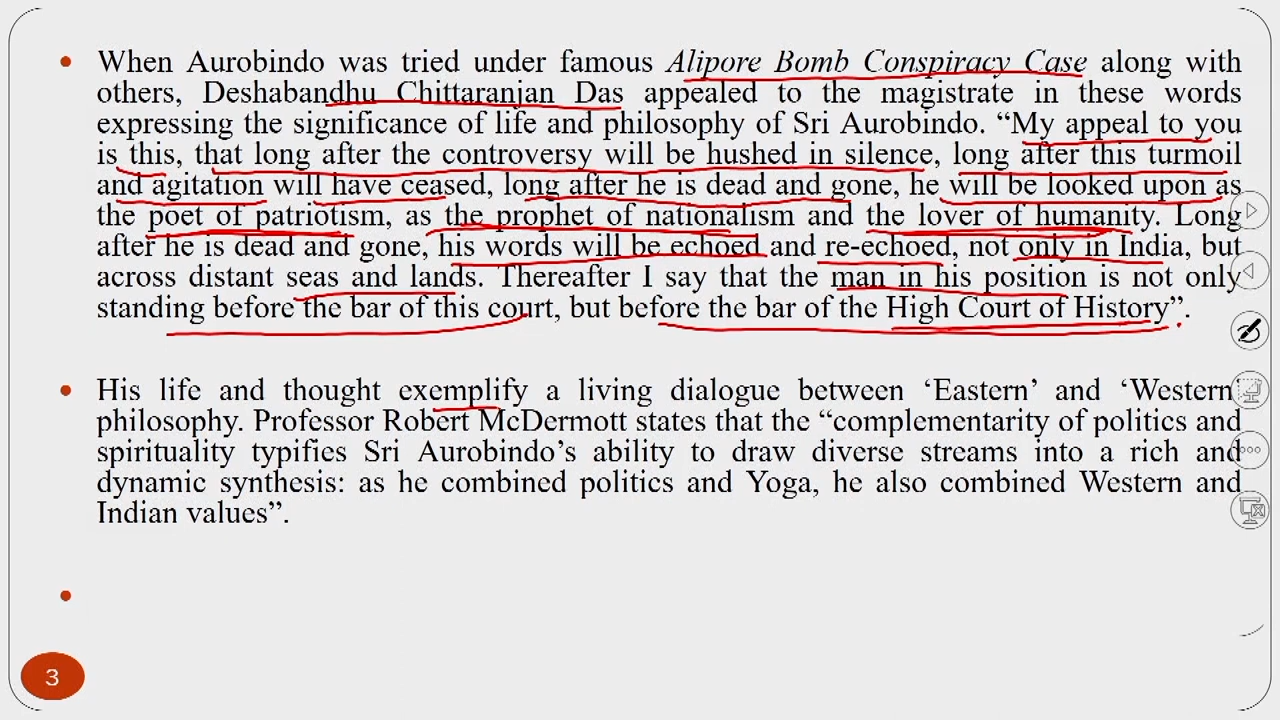 When Aurobindo was tried under famous Alipore Bomb Conspiracy Case along with
others, Deshabandhu Chittaranjan Das appealed to the magistrate in these words
expressing the significance of life and philosophy of Sri Aurobindo. “My appeal to you
is this, that long after the controversy will be hushed in silence, long after this turmoil
and agitation will have ceased, long after he is dead and gone, he will be looked upon as
the poet of patriotism, as the prophet of nationalism and the lover of humanity. Long
after he is dead and gone, his words will be echoed and re-echoed, not only in India, but
across distant seas and lands. Thereafter I say that the man in his position is not only
standing before the bar of this court, but before the bar of the High Court of History”.
His life and thought exemplify a living dialogue between ‘Eastern’ and ‘Western’
philosophy. Professor Robert McDermott states that the “complementarity of politics and
spirituality typifies Sri Aurobindo’s ability to draw diverse streams into a rich and
dynamic synthesis: as he combined politics and Yoga, he also combined Western and
Indian values”.
3